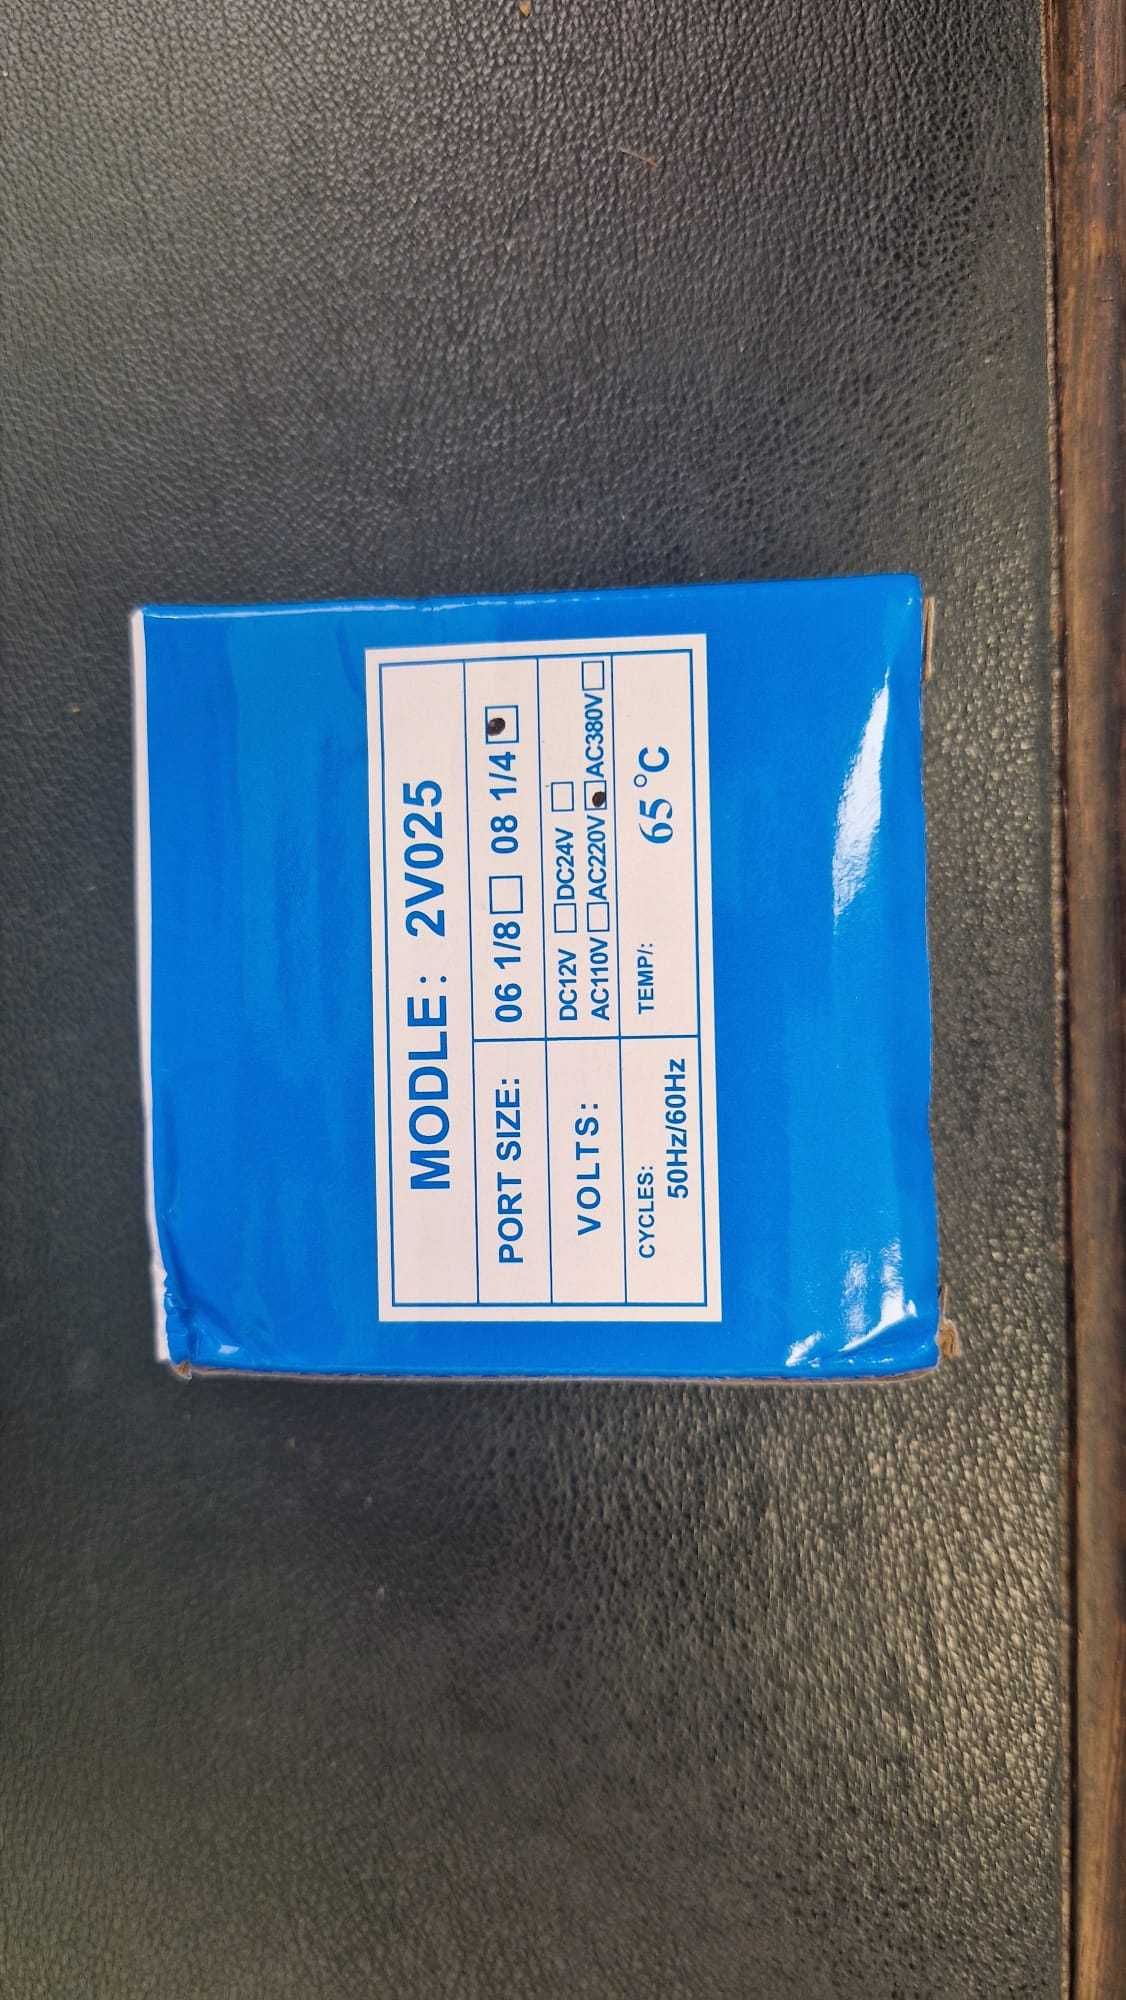 MODLE: 2V025
PORT SIZE: 06 1/8 08 1/4
VOLTS: DC12V DC24V
AC110V AC220V AC380V
CYCLES: TEMP/: 65°C
50Hz/60Hz